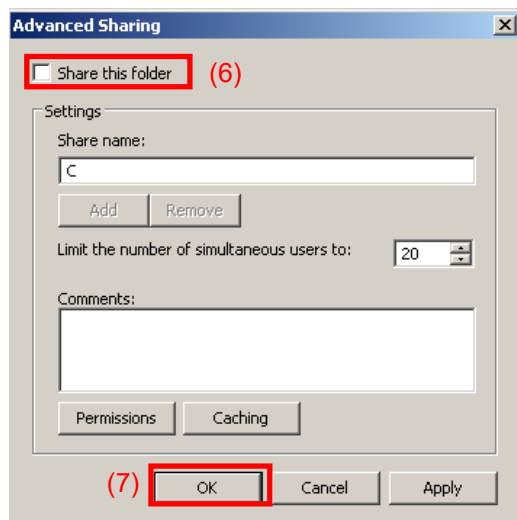 Advanced Sharing
Share this folder (6)
Settings
Share name:
C
Add Remove
Limit the number of simultaneous users to: 20
Comments:
Permissions Caching
(7) OK Cancel Apply